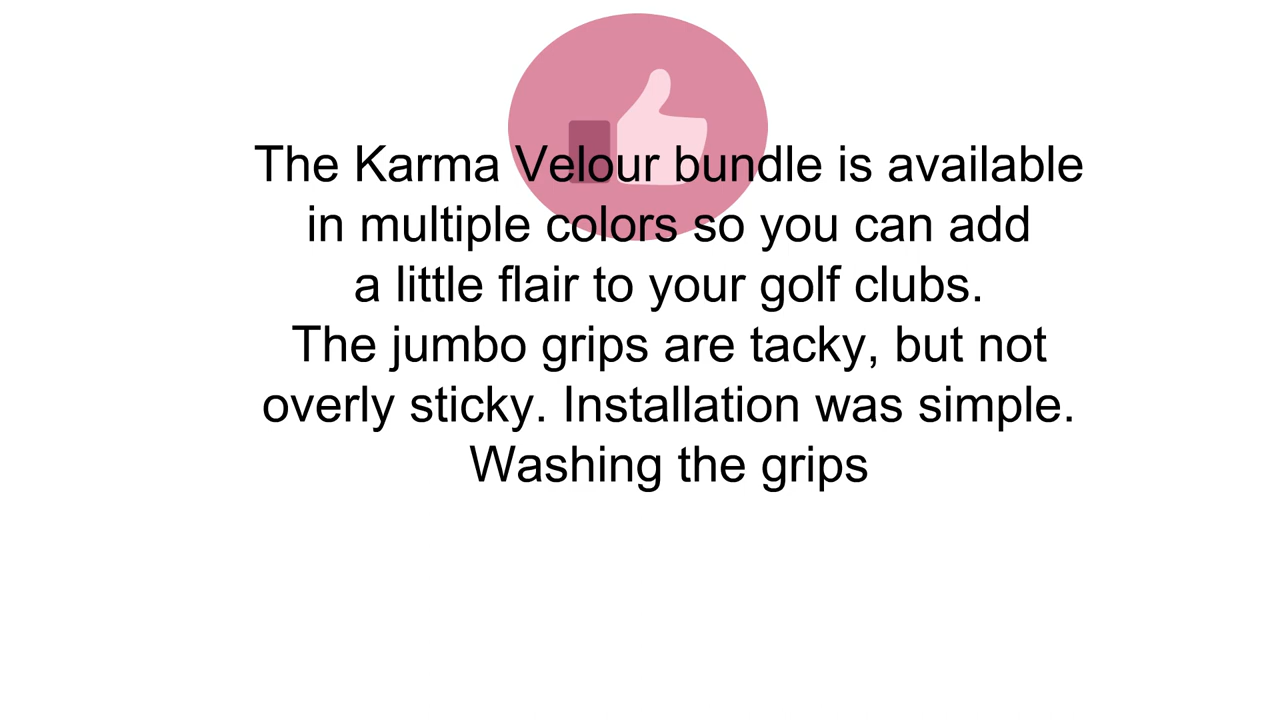 The Karma Velour bundle is available
in multiple colors so you can add
a little flair to your golf clubs.
The jumbo grips are tacky, but not
overly sticky. Installation was simple.
Washing the grips